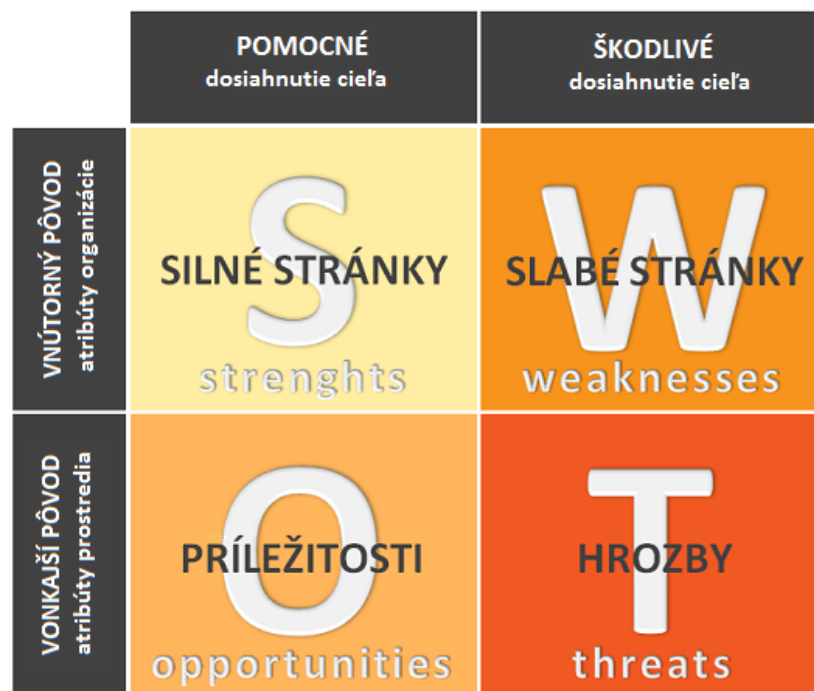 POMOCNÉ
dosiahnutie cieľa
ŠKODLIVÉ
dosiahnutie cieľa
VNÚTORNÝ PÔVOD
atribúty organizácie
S
SILNÉ STRÁNKY
strenghts
W
SLABÉ STRÁNKY
weaknesses
VONKAJŠÍ PÔVOD
atribúty prostredia
O
PRÍLEŽITOSTI
opportunities
T
HROZBY
threats